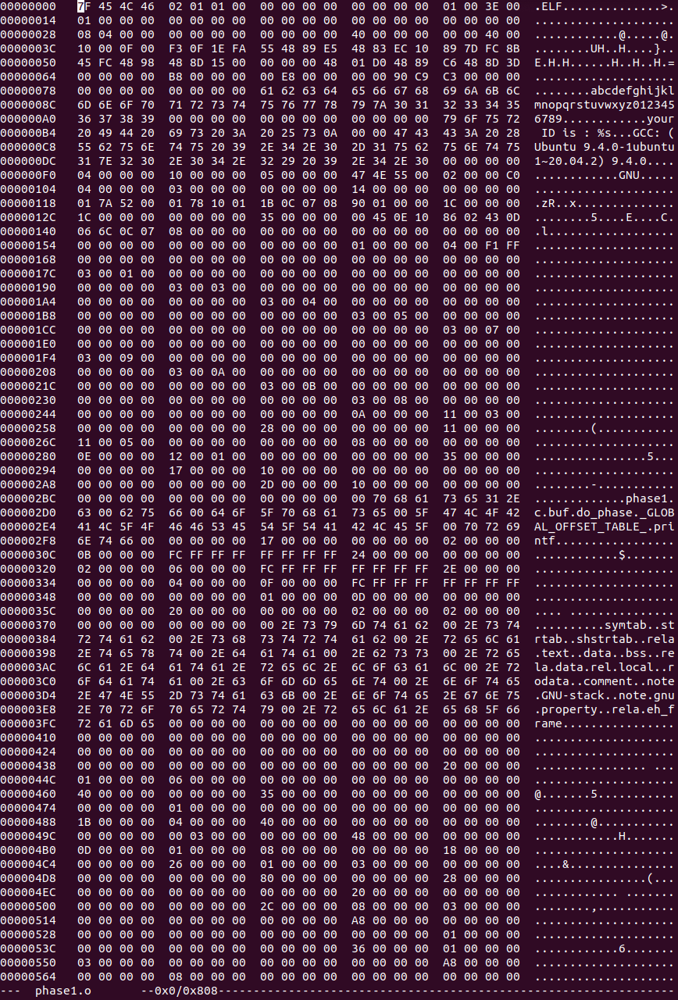 00000000 7F 45 4C 46 02 01 01 00 00 00 00 00 00 00 00 00 01 00 3E 00 .ELF..............>.
00000014 01 00 00 00 00 00 00 00 00 00 00 00 00 00 00 00 00 00 00 00 ....................
00000028 08 04 00 00 00 00 00 00 00 00 00 00 40 00 00 00 00 00 40 00 ............@.....@.
0000003C 10 00 0F 00 F3 0F 1E FA 55 48 89 E5 48 83 EC 10 89 7D FC 8B ........UH..H....}..
00000050 45 FC 48 98 48 8D 15 00 00 00 00 48 01 D0 48 89 C6 48 8D 3D E.H.H......H..H..H.=
00000064 00 00 00 00 B8 00 00 00 00 E8 00 00 00 00 90 C9 C3 00 00 00 ....................
00000078 00 00 00 00 00 00 00 00 61 62 63 64 65 66 67 68 69 6A 6B 6C ........abcdefghijkl
0000008C 6D 6E 6F 70 71 72 73 74 75 76 77 78 79 7A 30 31 32 33 34 35 mnopqrstuvwxyz012345
000000A0 36 37 38 39 00 00 00 00 00 00 00 00 00 00 00 00 79 6F 75 72 6789............your
000000B4 20 49 44 20 69 73 20 3A 20 25 73 0A 00 00 47 43 43 3A 20 28  ID is : %s...GCC: (
000000C8 55 62 75 6E 74 75 20 39 2E 34 2E 30 2D 31 75 62 75 6E 74 75 Ubuntu 9.4.0-1ubuntu
000000DC 31 7E 32 30 2E 30 34 2E 32 29 20 39 2E 34 2E 30 00 00 00 00 1~20.04.2) 9.4.0....
000000F0 04 00 00 00 10 00 00 00 05 00 00 00 47 4E 55 00 02 00 00 C0 ............GNU.....
00000104 04 00 00 00 03 00 00 00 00 00 00 00 14 00 00 00 00 00 00 00 ....................
00000118 01 7A 52 00 01 78 10 01 1B 0C 07 08 90 01 00 00 1C 00 00 00 .zR..x..............
0000012C 1C 00 00 00 00 00 00 00 35 00 00 00 00 45 0E 10 86 02 43 0D ........5....E....C.
00000140 06 6C 0C 07 08 00 00 00 00 00 00 00 00 00 00 00 00 00 00 00 .l..................
00000154 00 00 00 00 00 00 00 00 00 00 00 00 01 00 00 00 04 00 F1 FF ....................
00000168 00 00 00 00 00 00 00 00 00 00 00 00 00 00 00 00 00 00 00 00 ....................
0000017C 03 00 01 00 00 00 00 00 00 00 00 00 00 00 00 00 00 00 00 00 ....................
00000190 00 00 00 00 03 00 03 00 00 00 00 00 00 00 00 00 00 00 00 00 ....................
000001A4 00 00 00 00 00 00 00 00 03 00 04 00 00 00 00 00 00 00 00 00 ....................
000001B8 00 00 00 00 00 00 00 00 00 00 00 00 03 00 05 00 00 00 00 00 ....................
000001CC 00 00 00 00 00 00 00 00 00 00 00 00 00 00 00 00 03 00 07 00 ....................
000001E0 00 00 00 00 00 00 00 00 00 00 00 00 00 00 00 00 00 00 00 00 ....................
000001F4 03 00 09 00 00 00 00 00 00 00 00 00 00 00 00 00 00 00 00 00 ....................
00000208 00 00 00 00 03 00 0A 00 00 00 00 00 00 00 00 00 00 00 00 00 ....................
0000021C 00 00 00 00 00 00 00 00 03 00 0B 00 00 00 00 00 00 00 00 00 ....................
00000230 00 00 00 00 00 00 00 00 00 00 00 00 03 00 08 00 00 00 00 00 ....................
00000244 00 00 00 00 00 00 00 00 00 00 00 00 0A 00 00 00 11 00 03 00 ....................
00000258 00 00 00 00 00 00 00 00 28 00 00 00 00 00 00 00 11 00 00 00 ........(...........
0000026C 11 00 05 00 00 00 00 00 00 00 00 00 08 00 00 00 00 00 00 00 ....................
00000280 0E 00 00 00 12 00 01 00 00 00 00 00 00 00 00 00 35 00 00 00 ................5...
00000294 00 00 00 00 17 00 00 00 10 00 00 00 00 00 00 00 00 00 00 00 ....................
000002A8 00 00 00 00 00 00 00 00 2D 00 00 00 10 00 00 00 00 00 00 00 ........-...........
000002BC 00 00 00 00 00 00 00 00 00 00 00 00 00 70 68 61 73 65 31 2E .............phase1.
000002D0 63 00 62 75 66 00 64 6F 5F 70 68 61 73 65 00 5F 47 4C 4F 42 c.buf.do_phase._GLOB
000002E4 41 4C 5F 4F 46 46 53 45 54 5F 54 41 42 4C 45 5F 00 70 72 69 AL_OFFSET_TABLE_.pri
000002F8 6E 74 66 00 00 00 00 00 17 00 00 00 00 00 00 00 02 00 00 00 ntf.................
0000030C 0B 00 00 00 FC FF FF FF FF FF FF FF 24 00 00 00 00 00 00 00 ............$.......
00000320 02 00 00 00 06 00 00 00 FC FF FF FF FF FF FF FF 2E 00 00 00 ....................
00000334 00 00 00 00 04 00 00 00 0F 00 00 00 FC FF FF FF FF FF FF FF ....................
00000348 00 00 00 00 00 00 00 00 01 00 00 00 0D 00 00 00 00 00 00 00 ....................
0000035C 00 00 00 00 20 00 00 00 00 00 00 00 02 00 00 00 02 00 00 00 .... ...............
00000370 00 00 00 00 00 00 00 00 00 2E 73 79 6D 74 61 62 00 2E 73 74 ..........symtab..st
00000384 72 74 61 62 00 2E 73 68 73 74 72 74 61 62 00 2E 72 65 6C 61 rtab..shstrtab..rela
00000398 2E 74 65 78 74 00 2E 64 61 74 61 00 2E 62 73 73 00 2E 72 65 .text..data..bss..re
000003AC 6C 61 2E 64 61 74 61 2E 72 65 6C 2E 6C 6F 63 61 6C 00 2E 72 la.data.rel.local..r
000003C0 6F 64 61 74 61 00 2E 63 6F 6D 6D 65 6E 74 00 2E 6E 6F 74 65 odata..comment..note
000003D4 2E 47 4E 55 2D 73 74 61 63 6B 00 2E 6E 6F 74 65 2E 67 6E 75 .GNU-stack..note.gnu
000003E8 2E 70 72 6F 70 65 72 74 79 00 2E 72 65 6C 61 2E 65 68 5F 66 .property..rela.eh_f
000003FC 72 61 6D 65 00 00 00 00 00 00 00 00 00 00 00 00 00 00 00 00 rame................
00000410 00 00 00 00 00 00 00 00 00 00 00 00 00 00 00 00 00 00 00 00 ....................
00000424 00 00 00 00 00 00 00 00 00 00 00 00 00 00 00 00 00 00 00 00 ....................
00000438 00 00 00 00 00 00 00 00 00 00 00 00 00 00 00 00 20 00 00 00 ................ ...
0000044C 01 00 00 00 06 00 00 00 00 00 00 00 00 00 00 00 00 00 00 00 ....................
00000460 40 00 00 00 00 00 00 00 35 00 00 00 00 00 00 00 00 00 00 00 @.......5...........
00000474 00 00 00 00 01 00 00 00 00 00 00 00 00 00 00 00 00 00 00 00 ....................
00000488 1B 00 00 00 04 00 00 00 40 00 00 00 00 00 00 00 00 00 00 00 ........@...........
0000049C 00 00 00 00 00 03 00 00 00 00 00 00 48 00 00 00 00 00 00 00 ............H.......
000004B0 0D 00 00 00 01 00 00 00 08 00 00 00 00 00 00 00 18 00 00 00 ....................
000004C4 00 00 00 00 26 00 00 00 01 00 00 00 03 00 00 00 00 00 00 00 ....&...............
000004D8 00 00 00 00 00 00 00 00 80 00 00 00 00 00 00 00 28 00 00 00 ................(...
000004EC 00 00 00 00 00 00 00 00 00 00 00 00 20 00 00 00 00 00 00 00 ............ .......
00000500 00 00 00 00 00 00 00 00 2C 00 00 00 08 00 00 00 03 00 00 00 ........,...........
00000514 00 00 00 00 00 00 00 00 00 00 00 00 A8 00 00 00 00 00 00 00 ....................
00000528 00 00 00 00 00 00 00 00 00 00 00 00 00 00 00 00 01 00 00 00 ....................
0000053C 00 00 00 00 00 00 00 00 00 00 00 00 36 00 00 00 01 00 00 00 ............6.......
00000550 03 00 00 00 00 00 00 00 00 00 00 00 00 00 00 00 A8 00 00 00 ....................
00000564 00 00 00 00 08 00 00 00 00 00 00 00 00 00 00 00 00 00 00 00 ....................
--- phase1.o --0x0/0x808--------------------------------------------------